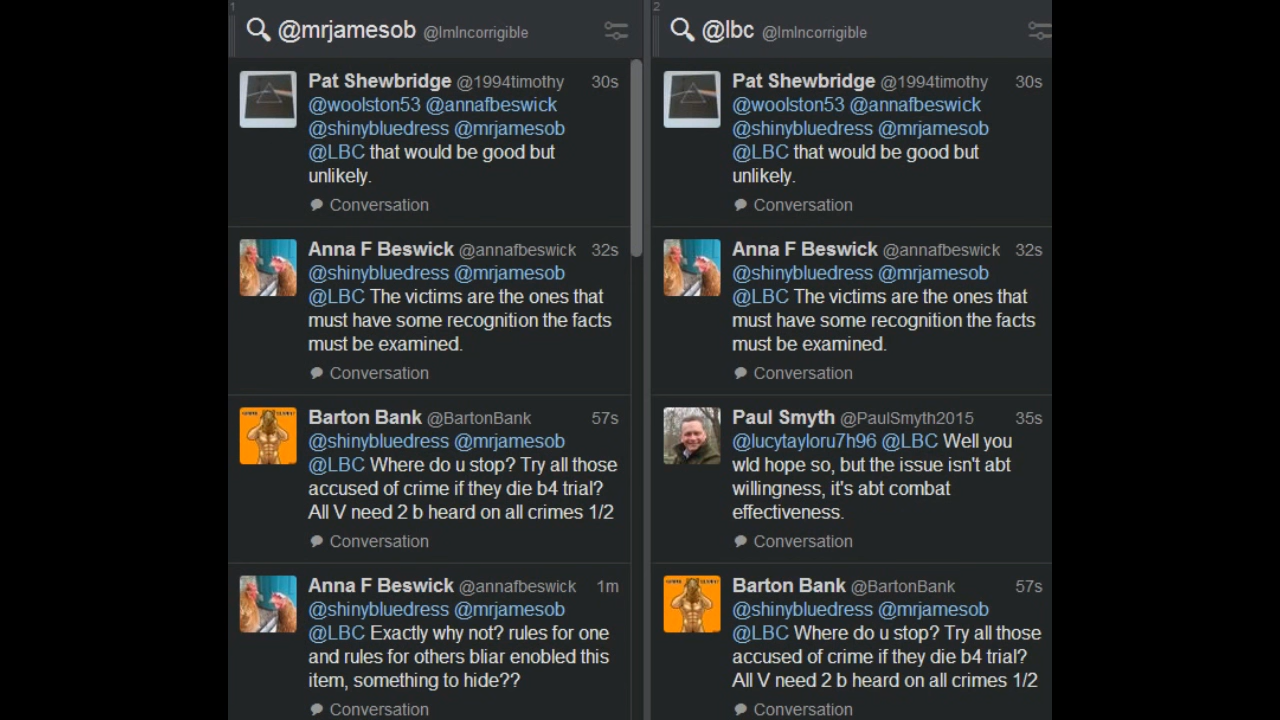 1
@mrjamesob @ImIncorrigible
Pat Shewbridge @1994timothy 30s
@woolston53 @annafbeswick
@shinybluedress @mrjamesob
@LBC that would be good but
unlikely.
Conversation
Anna F Beswick @annafbeswick 32s
@shinybluedress @mrjamesob
@LBC The victims are the ones that
must have some recognition the facts
must be examined.
Conversation
Barton Bank @BartonBank 57s
@shinybluedress @mrjamesob
@LBC Where do u stop? Try all those
accused of crime if they die b4 trial?
All V need 2 b heard on all crimes 1/2
Conversation
Anna F Beswick @annafbeswick 1m
@shinybluedress @mrjamesob
@LBC Exactly why not? rules for one
and rules for others bliar enobled this
item, something to hide??
Conversation
2
@lbc @ImIncorrigible
Pat Shewbridge @1994timothy 30s
@woolston53 @annafbeswick
@shinybluedress @mrjamesob
@LBC that would be good but
unlikely.
Conversation
Anna F Beswick @annafbeswick 32s
@shinybluedress @mrjamesob
@LBC The victims are the ones that
must have some recognition the facts
must be examined.
Conversation
Paul Smyth @PaulSmyth2015 35s
@lucytayloru7h96 @LBC Well you
wld hope so, but the issue isn't abt
willingness, it's abt combat
effectiveness.
Conversation
Barton Bank @BartonBank 57s
@shinybluedress @mrjamesob
@LBC Where do u stop? Try all those
accused of crime if they die b4 trial?
All V need 2 b heard on all crimes 1/2
Conversation